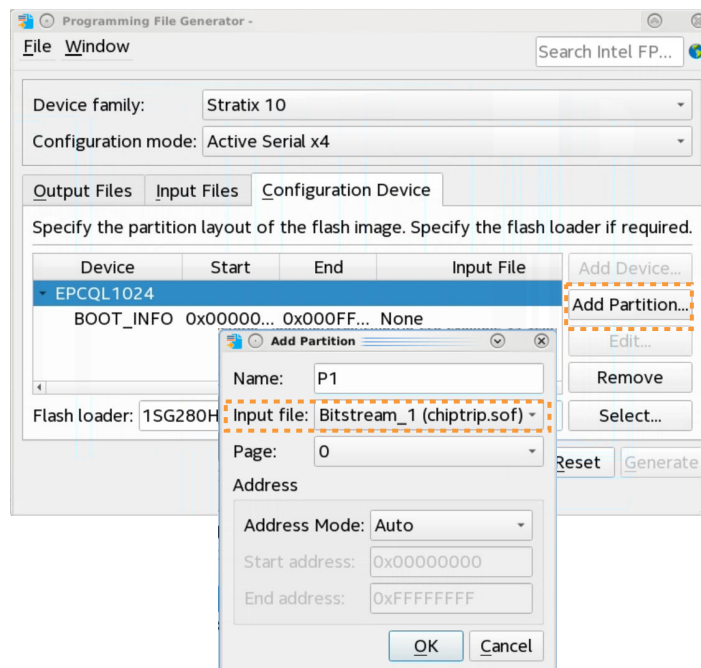 Programming File Generator -
File Window
Search Intel FP...
Device family: Stratix 10
Configuration mode: Active Serial x4
Output Files Input Files Configuration Device
Specify the partition layout of the flash image. Specify the flash loader if required.
Device Start End Input File
Add Device...
EPCQL1024
Add Partition...
BOOT_INFO 0x00000... 0x000FF... None
Edit...
Add Partition
Name: P1
Remove
Flash loader: 1SG280H
Input file: Bitstream_1 (chiptrip.sof)
Select...
Page: 0
Reset Generate
Address
Address Mode: Auto
Start address: 0x00000000
End address: 0xFFFFFFFF
OK Cancel